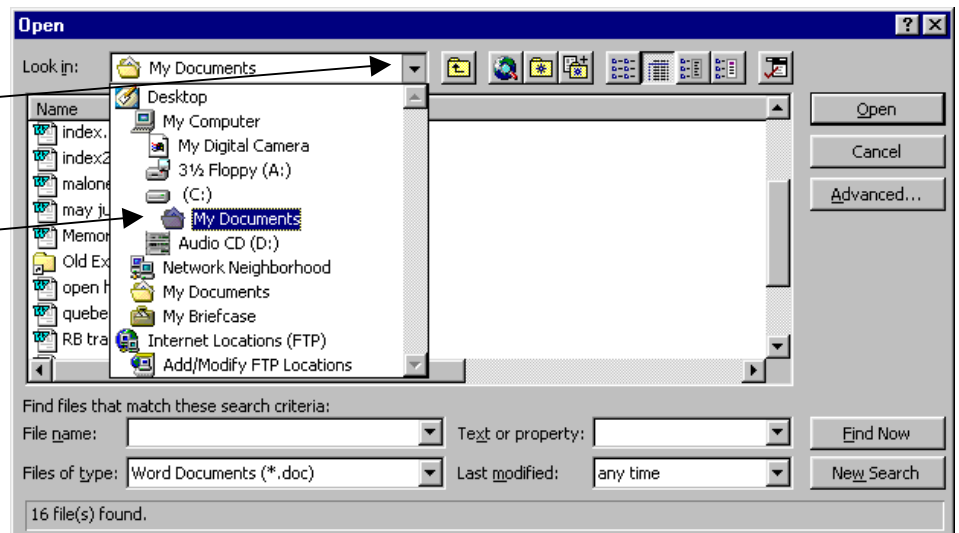 Open
Look in: My Documents
Name
Desktop
My Computer
My Digital Camera
3½ Floppy (A:)
(C:)
My Documents
Audio CD (D:)
Network Neighborhood
My Documents
My Briefcase
Internet Locations (FTP)
Add/Modify FTP Locations
index.
index2
malone
may ju
Memor
Old Ex
open h
quebe
RB tra
Open
Cancel
Advanced...
Find files that match these search criteria:
File name: Text or property: Find Now
Files of type: Word Documents (*.doc) Last modified: any time New Search
16 file(s) found.